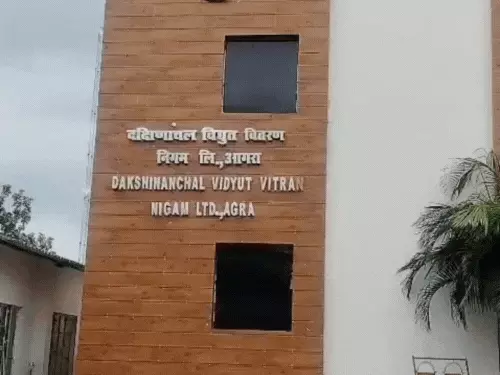 दक्षिणांचल विद्युत वितरण
निगम लि.,आगरा
DAKSHINANCHAL VIDYUT VITRAN
NIGAM LTD.,AGRA